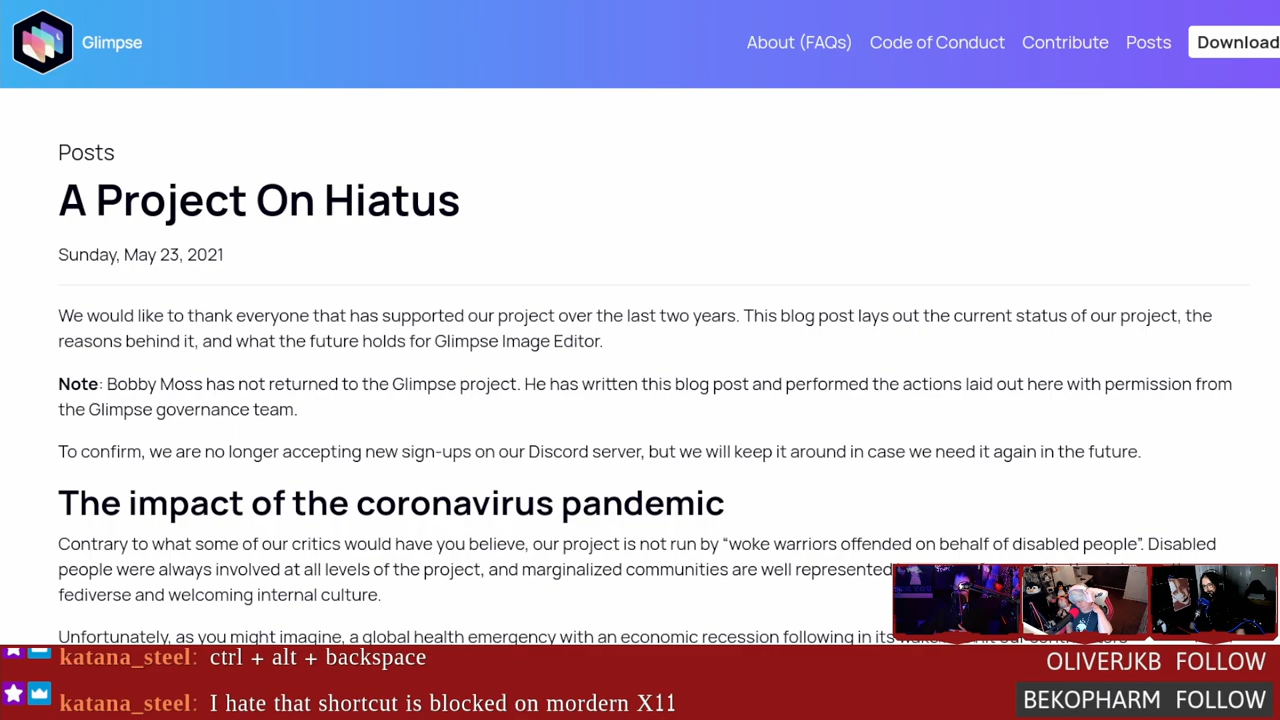 Glimpse
About (FAQs) Code of Conduct Contribute Posts Download
Posts
A Project On Hiatus
Sunday, May 23, 2021
We would like to thank everyone that has supported our project over the last two years. This blog post lays out the current status of our project, the
reasons behind it, and what the future holds for Glimpse Image Editor.
Note: Bobby Moss has not returned to the Glimpse project. He has written this blog post and performed the actions laid out here with permission from
the Glimpse governance team.
To confirm, we are no longer accepting new sign-ups on our Discord server, but we will keep it around in case we need it again in the future.
The impact of the coronavirus pandemic
Contrary to what some of our critics would have you believe, our project is not run by “woke warriors offended on behalf of disabled people”. Disabled
people were always involved at all levels of the project, and marginalized communities are well represented
fediverse and welcoming internal culture.
Unfortunately, as you might imagine, a global health emergency with an economic recession following in its
katana_steel: ctrl + alt + backspace
katana_steel: I hate that shortcut is blocked on mordern X11
OLIVERJKB FOLLOW
BEKOPHARM FOLLOW